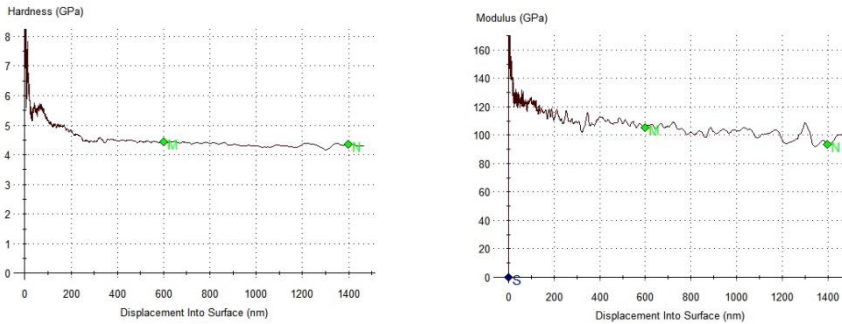 Hardness (GPa)
8
7
6
5
4
3
2
1
0
M
N
0 200 400 600 800 1000 1200 1400
Displacement Into Surface (nm)
Modulus (GPa)
160
140
120
100
80
60
40
20
0
M
N
S
0 200 400 600 800 1000 1200 1400
Displacement Into Surface (nm)